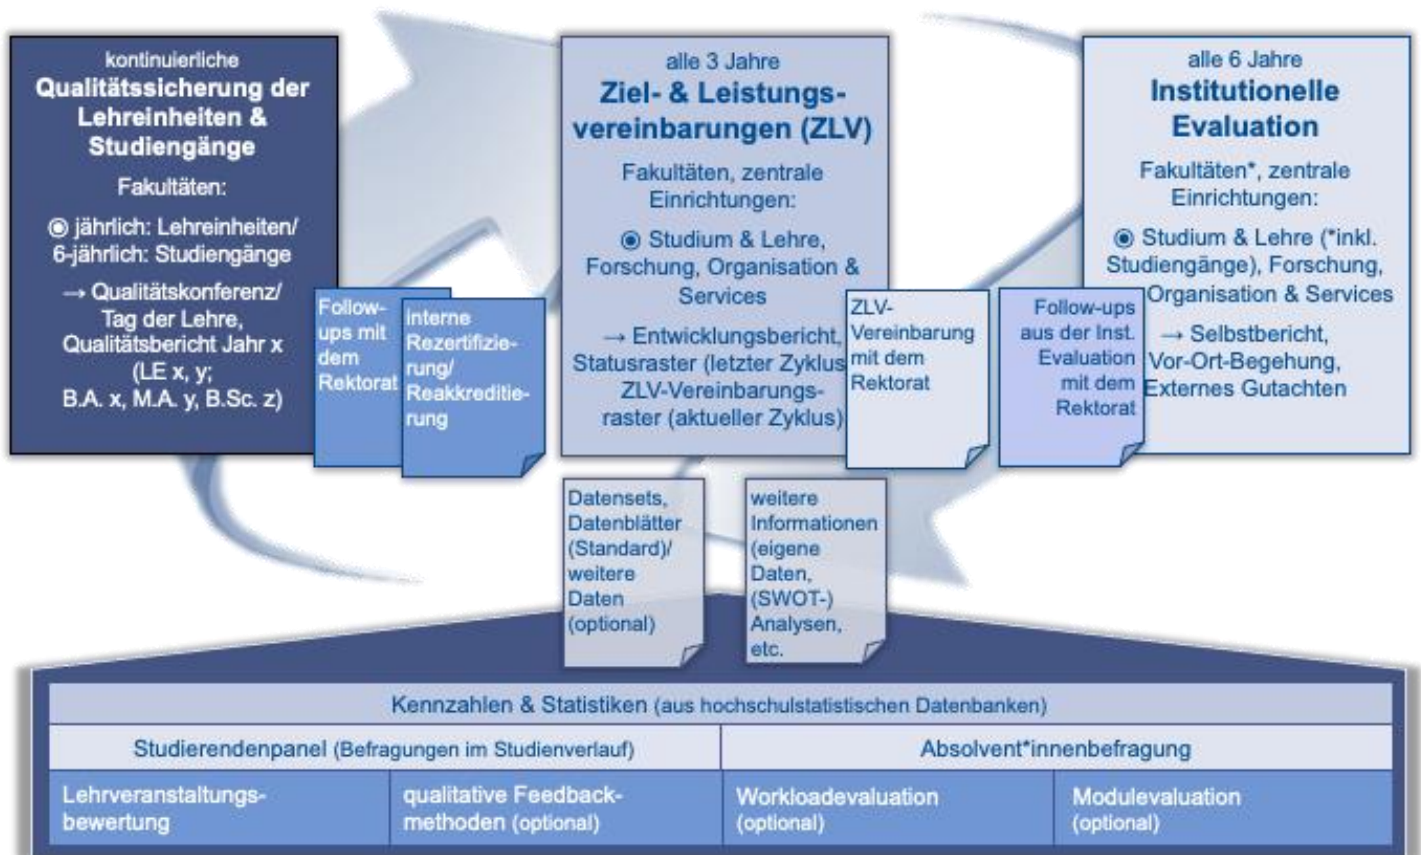 kontinuierliche
Qualitätssicherung der
Lehreinheiten &
Studiengänge
Fakultäten:
◉ jährlich: Lehreinheiten/
6-jährlich: Studiengänge
→ Qualitätskonferenz/
Tag der Lehre,
Qualitätsbericht Jahr x
(LE x, y;
B.A. x, M.A. y, B.Sc. z)
Follow-
ups mit
dem
Rektorat
interne
Rezertifizie-
rung/
Reakkreditie-
rung
alle 3 Jahre
Ziel- & Leistungs-
vereinbarungen (ZLV)
Fakultäten, zentrale
Einrichtungen:
◉ Studium & Lehre,
Forschung, Organisation &
Services
→ Entwicklungsbericht,
Statusraster (letzter Zyklus
ZLV-Vereinbarungs-
raster (aktueller Zyklus)
ZLV-
Vereinbarung
mit dem
Rektorat
Follow-ups
aus der Inst.
Evaluation
mit dem
Rektorat
alle 6 Jahre
Institutionelle
Evaluation
Fakultäten*, zentrale
Einrichtungen:
◉ Studium & Lehre (*inkl.
Studiengänge), Forschung,
Organisation & Services
→ Selbstbericht,
Vor-Ort-Begehung,
Externes Gutachten
Datensets,
Datenblätter
(Standard)/
weitere
Daten
(optional)
weitere
Informationen
(eigene
Daten,
(SWOT-)
Analysen,
etc.
Kennzahlen & Statistiken (aus hochschulstatistischen Datenbanken)
Studierendenpanel (Befragungen im Studienverlauf)
Absolvent*innenbefragung
Lehrveranstaltungs-
bewertung
qualitative Feedback-
methoden (optional)
Workloadevaluation
(optional)
Modulevaluation
(optional)